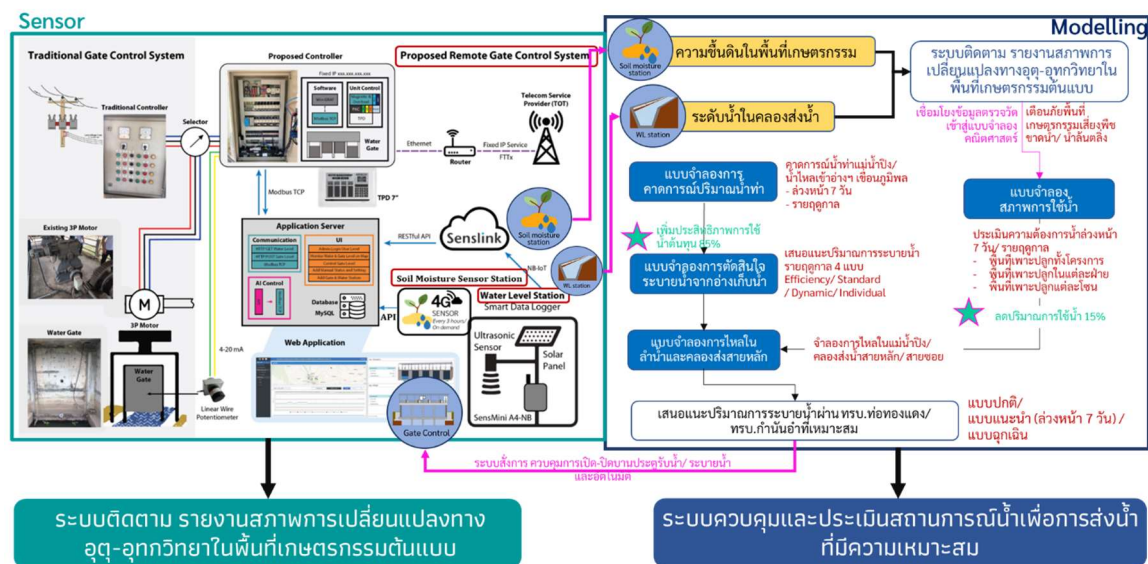 Sensor
Modelling
Traditional Gate Control System
Traditional Controller
Selector
Existing 3P Motor
M
3P Motor
Water Gate
Water
Gate
4-20 mA
Linear Wire
Potentiometer
Proposed Controller
Fixed IP xxx.xxx.xxx.xxx
Software
Unit Control
Modbus TCP
Water
Gate
Proposed Remote Gate Control System
Ethernet
Router
Fixed IP Service
FTTx
Telecom Service
Provider (TOT)
Modbus TCP
TPD 7"
Application Server
Communication
UI
AI Control
Database
MySQL
RESTful API
Senslink
Soil moisture
station
NB-IoT
WL station
Soil Moisture Sensor Station
4G
SENSOR
Every 3 hours/
On demand
API
Water Level Station
Smart Data Logger
Ultrasonic
Sensor
Solar
Panel
SensMini A4-NB
Web Application
Gate Control
Soil moisture
station
ความชื้นดินในพื้นที่เกษตรกรรม
WL station
ระดับน้ำในคลองส่งน้ำ
ระบบติดตาม รายงานสภาพการ
เปลี่ยนแปลงทางอุตุ-อุทกวิทยาใน
พื้นที่เกษตรกรรมต้นแบบ
เชื่อมโยงข้อมูลตรวจวัด
เข้าสู่แบบจำลอง
คณิตศาสตร์
เตือนภัยพื้นที่
เกษตรกรรมเสี่ยงพืช
ขาดน้ำ/ น้ำล้นตลิ่ง
แบบจำลองการ
คาดการณ์ปริมาณน้ำท่า
คาดการณ์น้ำท่าแม่น้ำปิง/
น้ำไหลเข้าอ่างฯ เขื่อนภูมิพล
- ล่วงหน้า 7 วัน
- รายฤดูกาล
แบบจำลอง
สภาพการใช้น้ำ
เพิ่มประสิทธิภาพการใช้
น้ำต้นทุน 85%
ประเมินความต้องการน้ำล่วงหน้า
7 วัน/ รายฤดูกาล
- พื้นที่เพาะปลูกทั้งโครงการ
- พื้นที่เพาะปลูกในแต่ละฝาย
- พื้นที่เพาะปลูกแต่ละโซน
แบบจำลองการตัดสินใจ
ระบายน้ำจากอ่างเก็บน้ำ
เสนอแนะปริมาณการระบายน้ำ
รายฤดูกาล 4 แบบ
Efficiency/ Standard
/ Dynamic/ Individual
ลดปริมาณการใช้น้ำ 15%
แบบจำลองการไหลใน
ลำน้ำและคลองส่งสายหลัก
จำลองการไหลในแม่น้ำปิง/
คลองส่งน้ำสายหลัก/ สายซอย
เสนอแนะปริมาณการระบายน้ำผ่าน ทรบ.ท่อทองแดง/
ทรบ.กำนันอำที่เหมาะสม
แบบปกติ/
แบบแนะนำ (ล่วงหน้า 7 วัน) /
แบบฉุกเฉิน
ระบบสั่งการ ควบคุมการเปิด-ปิดบานประตูรับน้ำ/ ระบายน้ำ
และอัตโนมัติ
ระบบติดตาม รายงานสภาพการเปลี่ยนแปลงทาง
อุตุ-อุทกวิทยาในพื้นที่เกษตรกรรมต้นแบบ
ระบบควบคุมและประเมินสถานการณ์น้ำเพื่อการส่งน้ำ
ที่มีความเหมาะสม